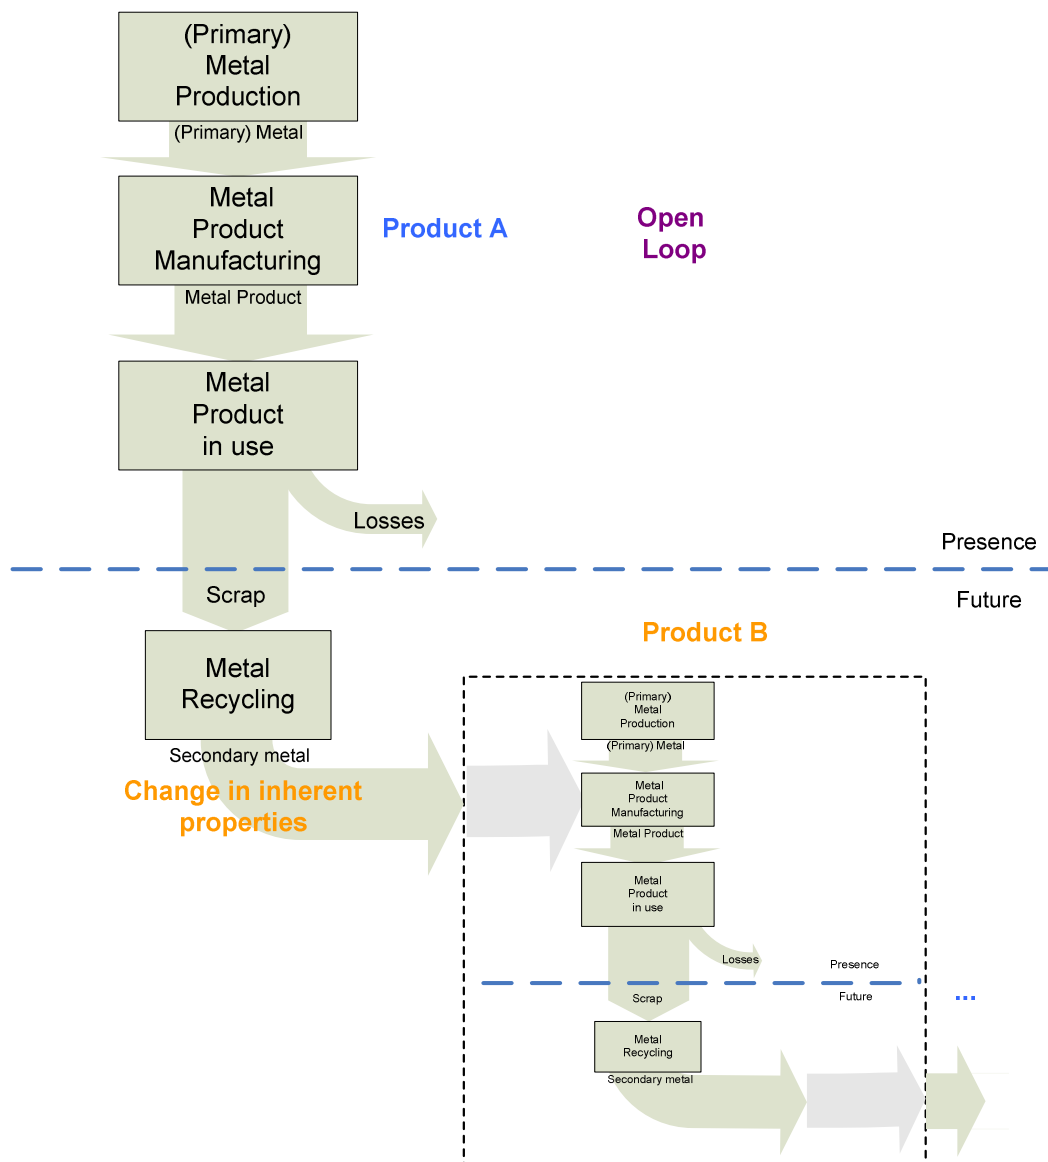 (Primary)
Metal
Production
(Primary) Metal
Metal
Product
Manufacturing
Product A
Open
Loop
Metal Product
Metal
Product
in use
Losses
Presence
Scrap
Future
Product B
Metal
Recycling
Secondary metal
Change in inherent
properties
(Primary)
Metal
Production
(Primary) Metal
Metal
Product
Manufacturing
Metal Product
Metal
Product
in use
Losses
Presence
Scrap
Future
...
Metal
Recycling
Secondary metal